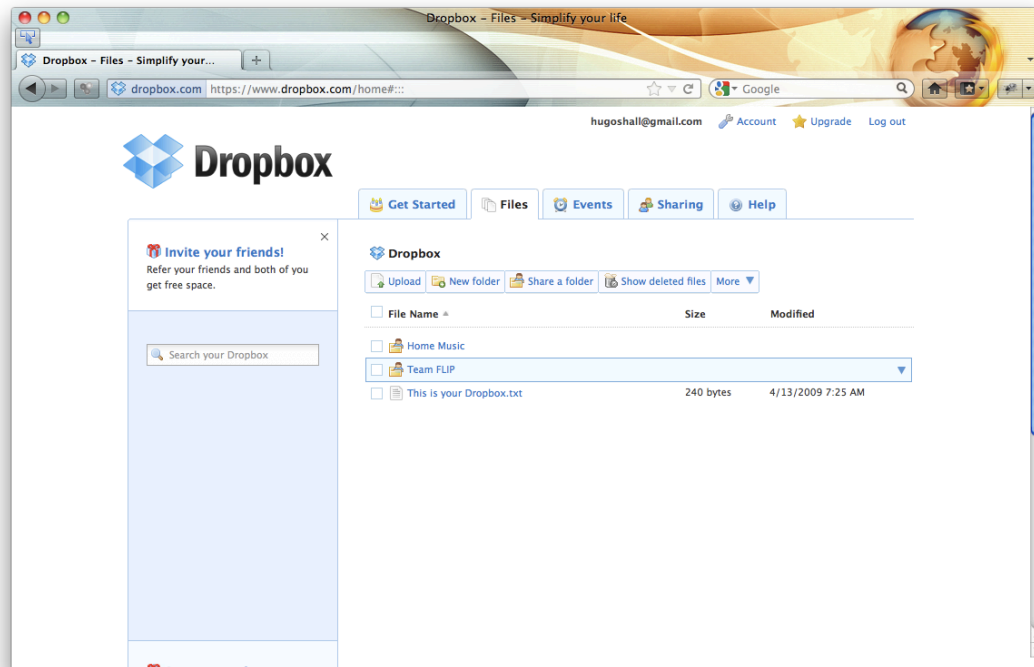 Dropbox – Files – Simplify your life
Dropbox – Files – Simplify your...
dropbox.com https://www.dropbox.com/home#::: Google
hugoshall@gmail.com Account Upgrade Log out
Dropbox
Get Started Files Events Sharing Help
Invite your friends!
Refer your friends and both of you
get free space.
Search your Dropbox
Dropbox
Upload New folder Share a folder Show deleted files More
File Name Size Modified
Home Music
Team FLIP
This is your Dropbox.txt 240 bytes 4/13/2009 7:25 AM